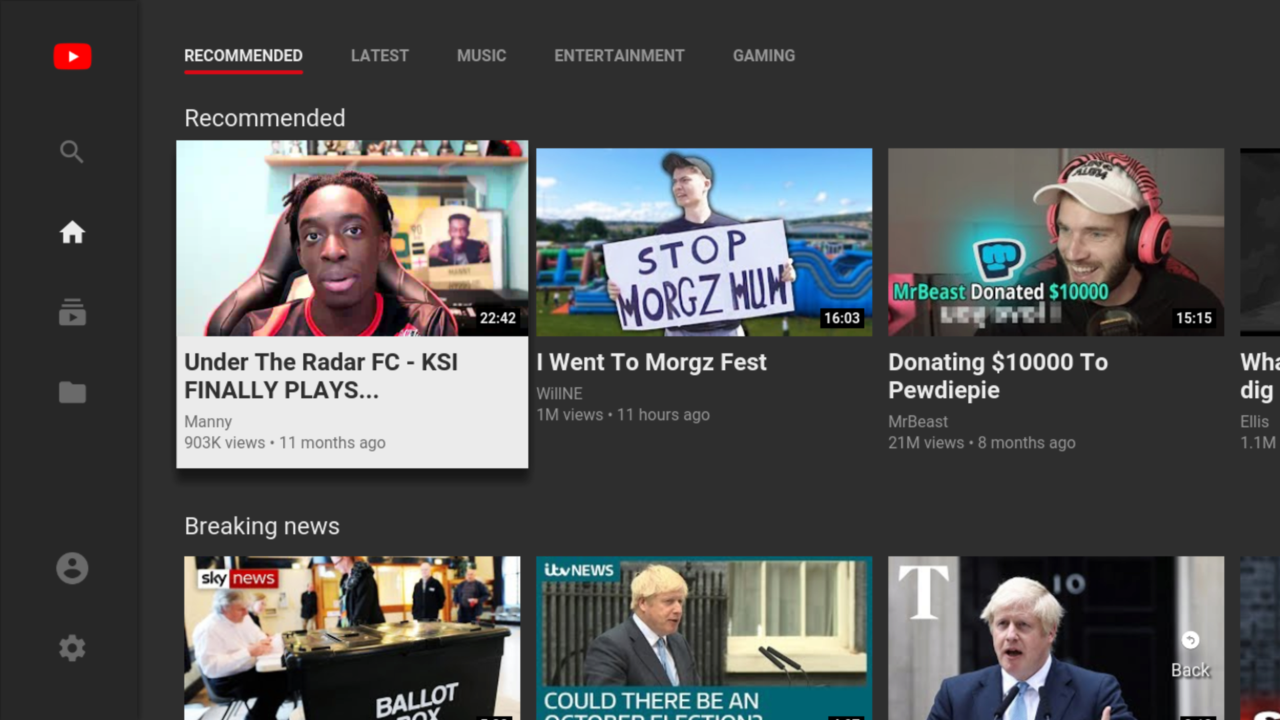 RECOMMENDED LATEST MUSIC ENTERTAINMENT GAMING
Recommended
22:42
STOP
MORGZ MUM
16:03
MrBeast Donated $10000
15:15
Under The Radar FC - KSI
FINALLY PLAYS...
Manny
903K views • 11 months ago
I Went To Morgz Fest
WillNE
1M views • 11 hours ago
Donating $10000 To
Pewdiepie
MrBeast
21M views • 8 months ago
Wha
dig
Ellis
1.1M
Breaking news
sky news
BALLOT
BOX
itv NEWS
COULD THERE BE AN
OCTOBER ELECTION?
T
10
Back